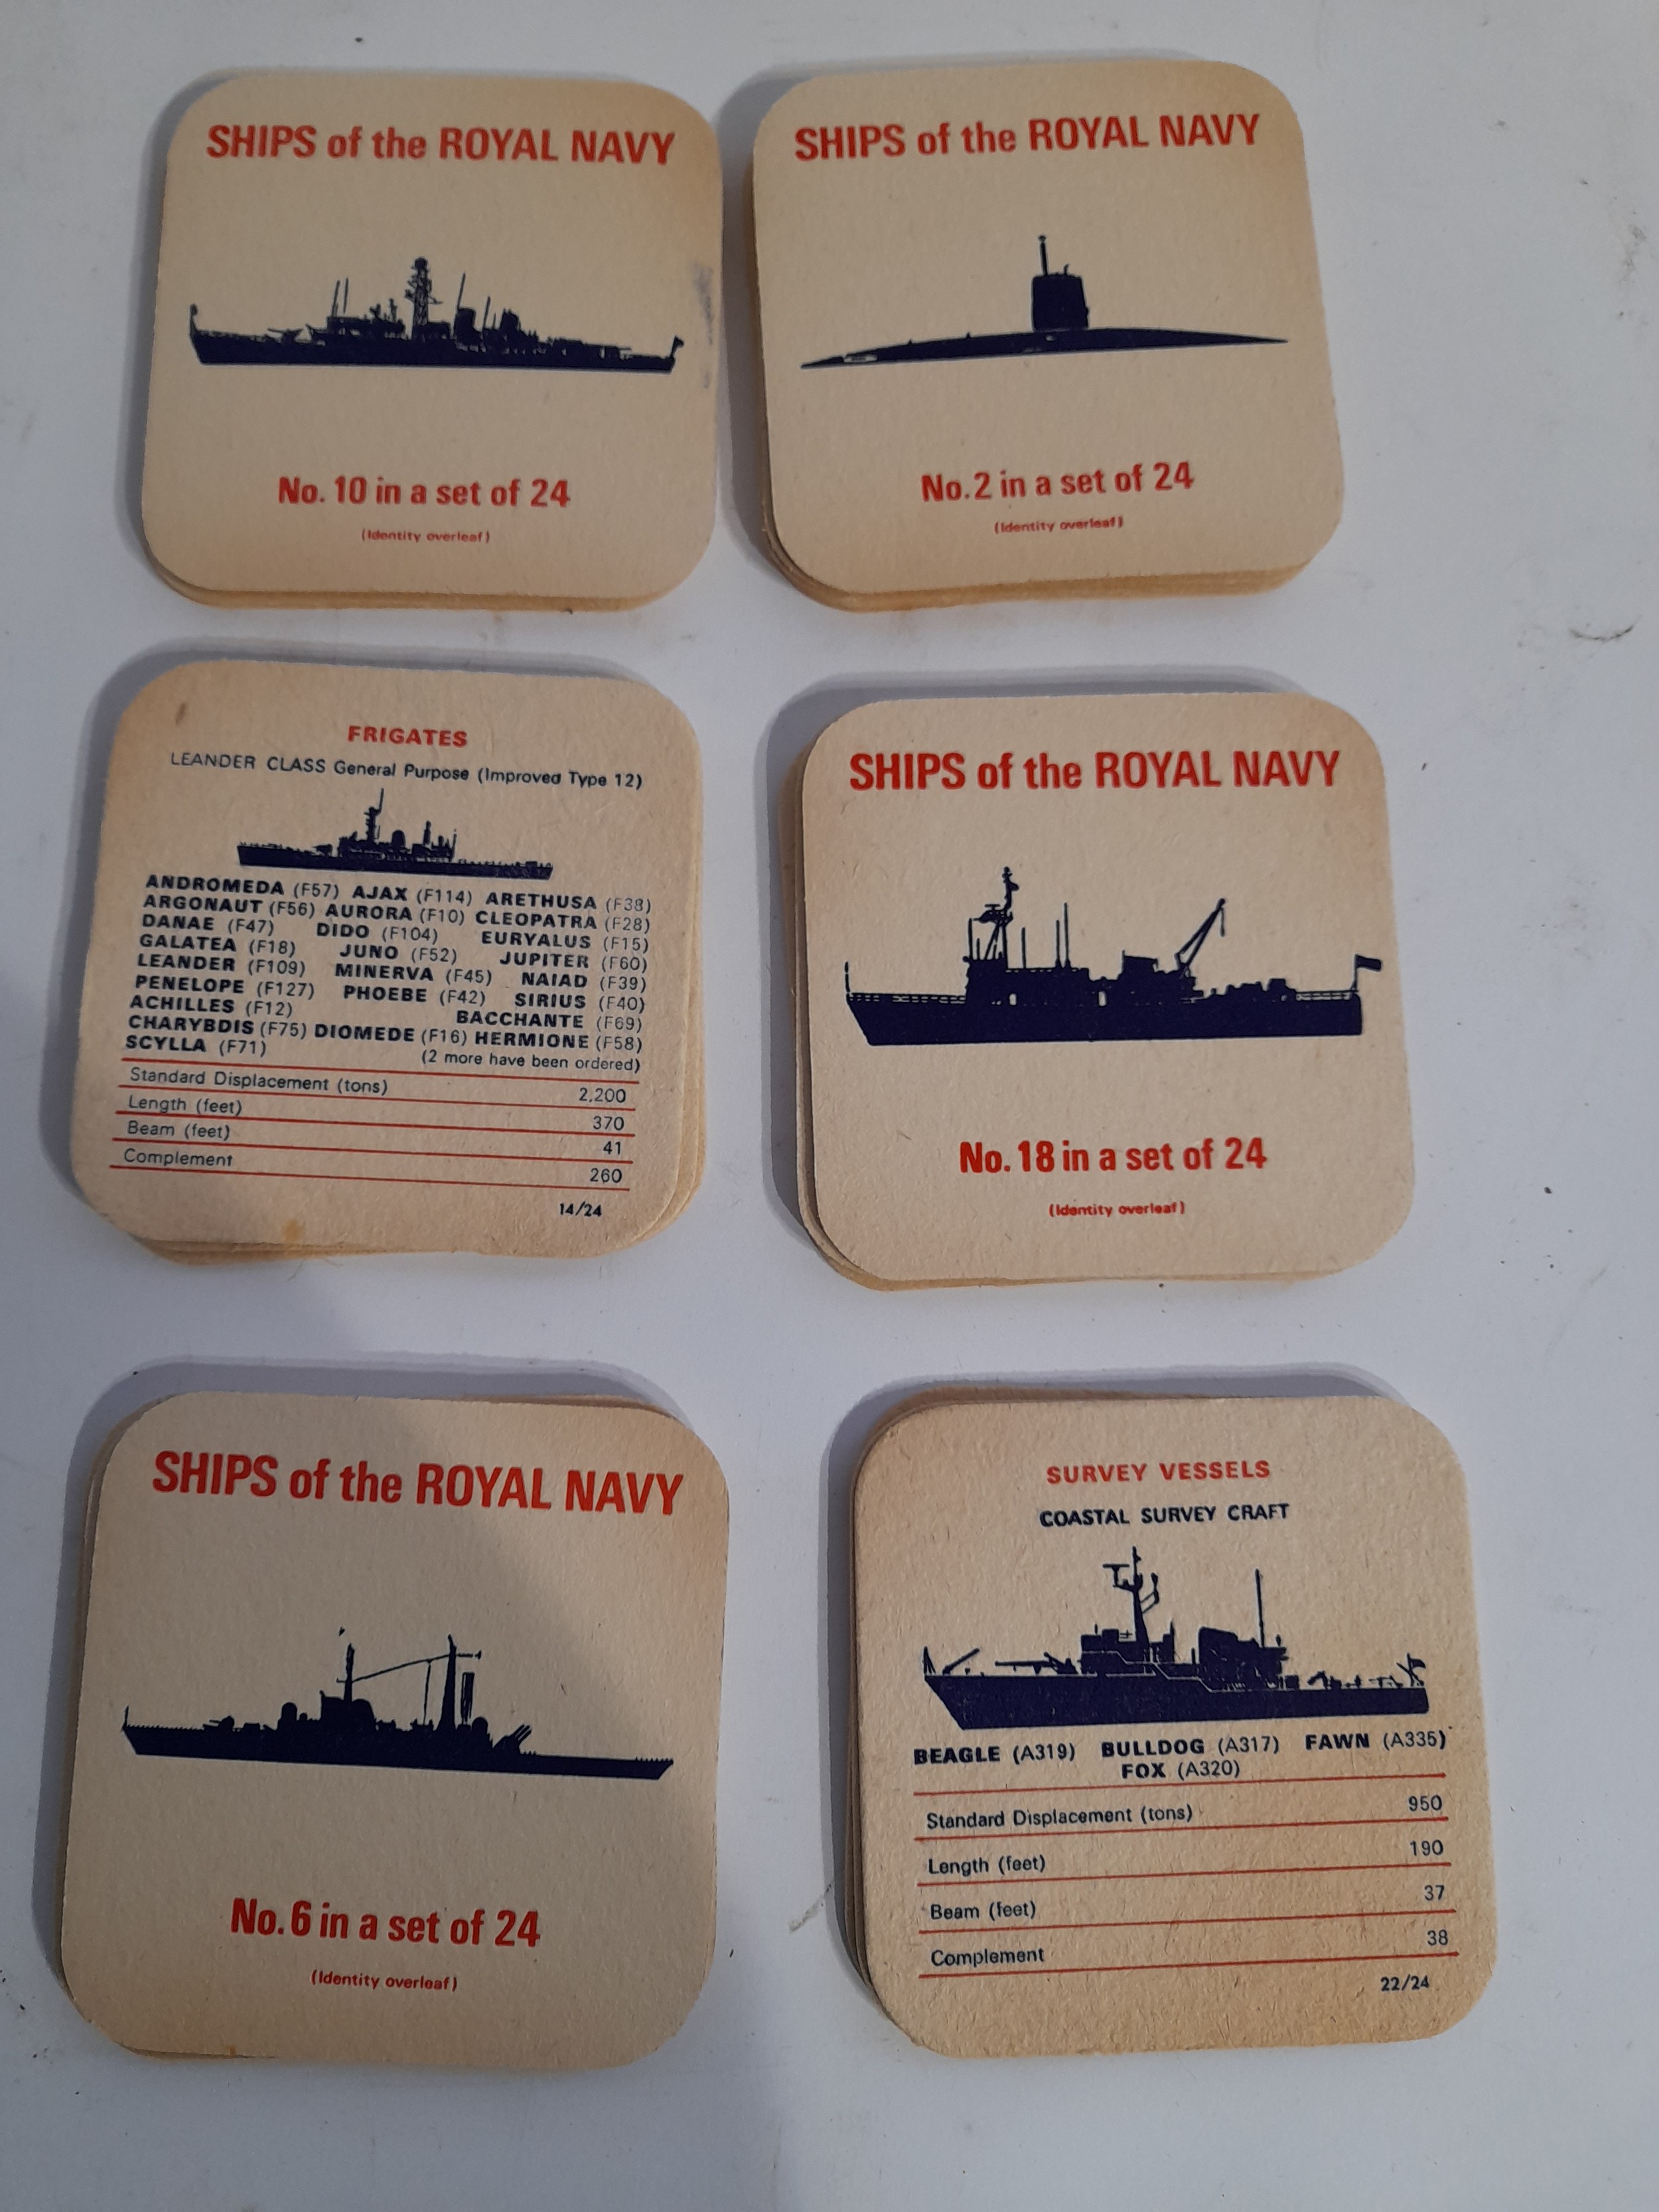 SHIPS of the ROYAL NAVY
No. 10 in a set of 24
(Identity overleaf)
SHIPS of the ROYAL NAVY
No. 2 in a set of 24
(Identity overleaf)
FRIGATES
LEANDER CLASS General Purpose (Improved Type 12)
ANDROMEDA (F57) AJAX (F114) ARETHUSA (F38)
ARGONAUT (F56) AURORA (F10) CLEOPATRA (F28)
DANAE (F47) DIDO (F104) EURYALUS (F15)
GALATEA (F18) JUNO (F52) JUPITER (F60)
LEANDER (F109) MINERVA (F45) NAIAD (F39)
PENELOPE (F127) PHOEBE (F42) SIRIUS (F40)
ACHILLES (F12) BACCHANTE (F69)
CHARYBDIS (F75) DIOMEDE (F16) HERMIONE (F58)
SCYLLA (F71) (2 more have been ordered)
Standard Displacement (tons) 2,200
Length (feet) 370
Beam (feet) 41
Complement 260
14/24
SHIPS of the ROYAL NAVY
No. 18 in a set of 24
(Identity overleaf)
SHIPS of the ROYAL NAVY
No. 6 in a set of 24
(Identity overleaf)
SURVEY VESSELS
COASTAL SURVEY CRAFT
BEAGLE (A319) BULLDOG (A317) FAWN (A335)
FOX (A320)
Standard Displacement (tons) 950
Length (feet) 190
Beam (feet) 37
Complement 38
22/24